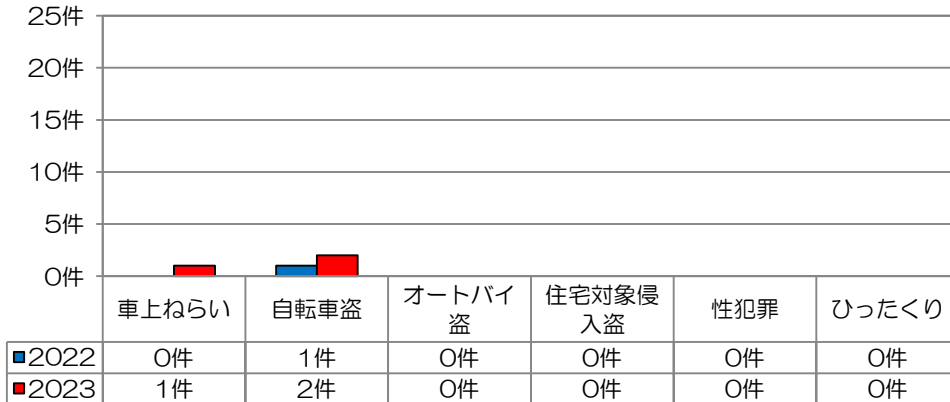 25件
20件
15件
10件
5件
0件
車上ねらい 自転車盗 オートバイ盗 住宅対象侵入盗 性犯罪 ひったくり
2022 0件 1件 0件 0件 0件 0件
2023 1件 2件 0件 0件 0件 0件